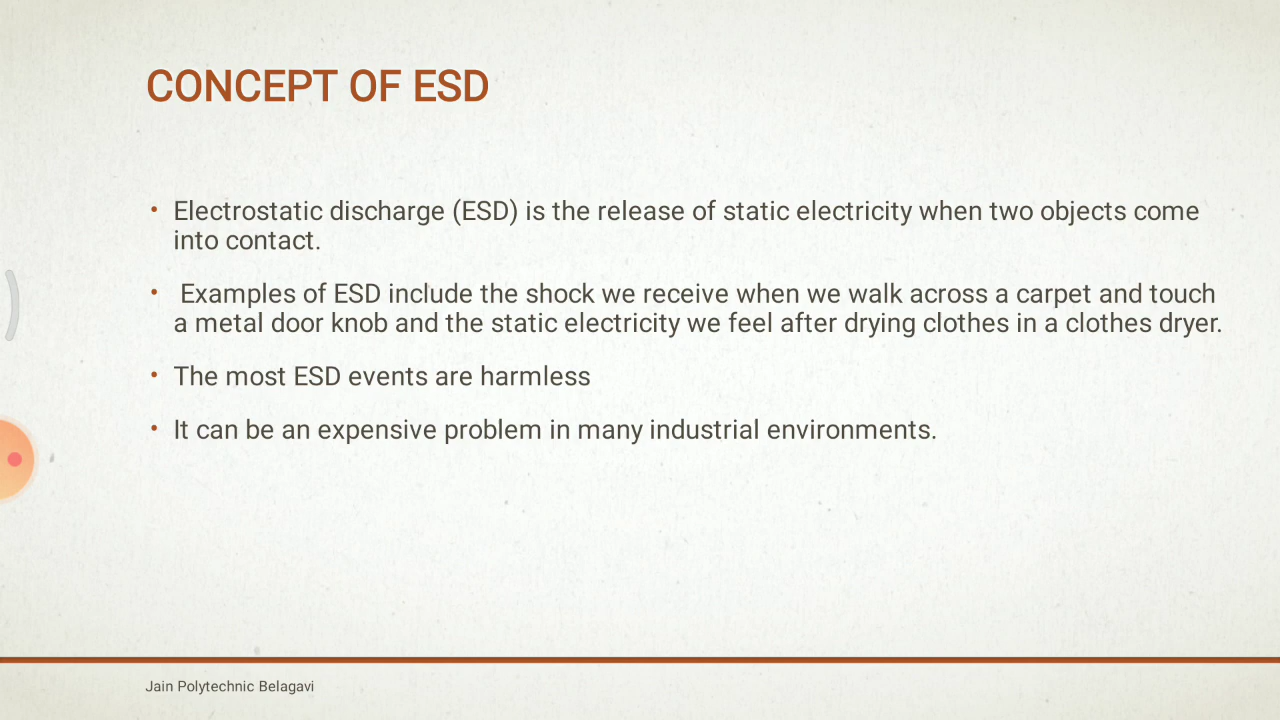 CONCEPT OF ESD
• Electrostatic discharge (ESD) is the release of static electricity when two objects come
into contact.
• Examples of ESD include the shock we receive when we walk across a carpet and touch
a metal door knob and the static electricity we feel after drying clothes in a clothes dryer.
• The most ESD events are harmless
• It can be an expensive problem in many industrial environments.
Jain Polytechnic Belagavi